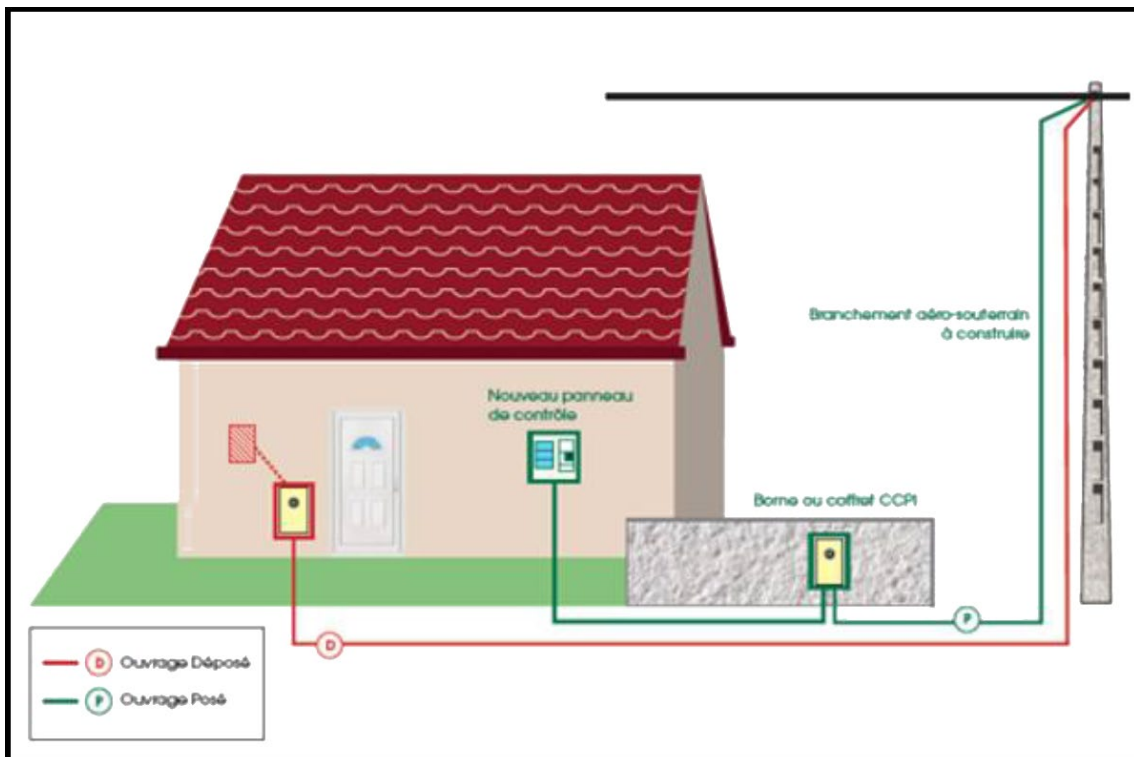 Branchement aéro-souterrain
à construire
Nouveau panneau
de contrôle
Borne ou coffret CCPI
P
D
D Ouvrage Déposé
P Ouvrage Posé